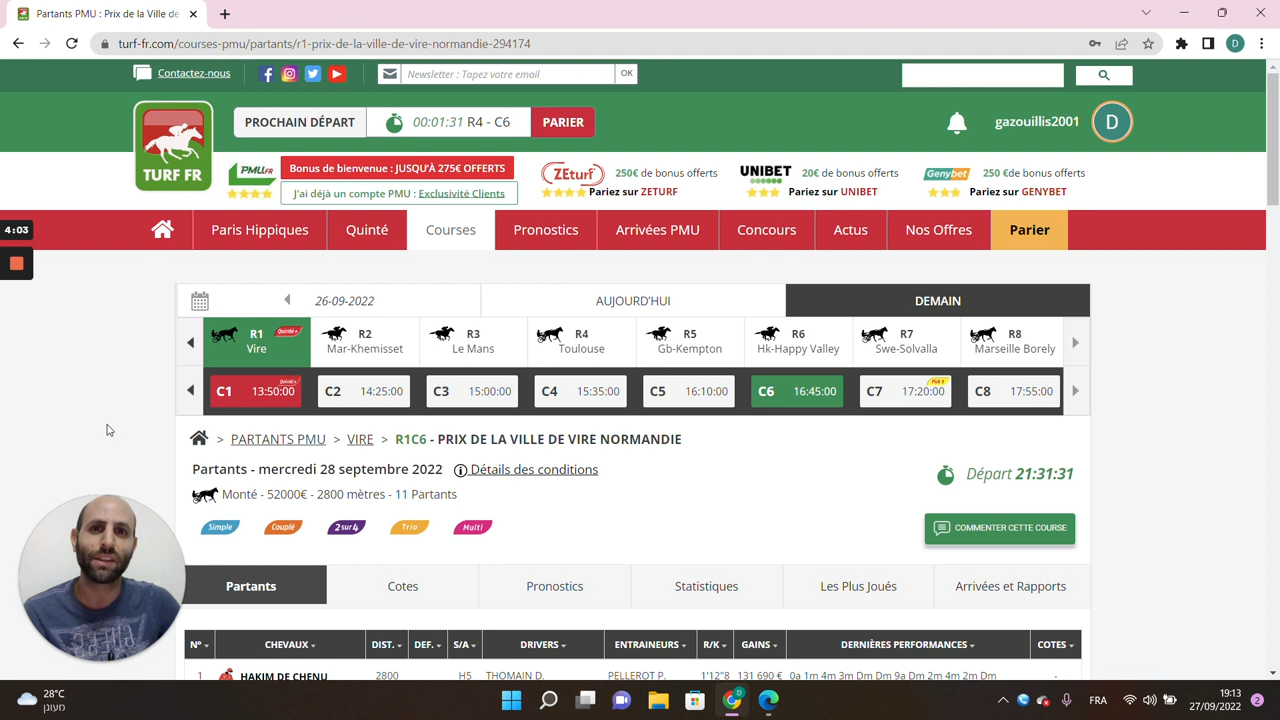 Partants PMU : Prix de la Ville de
turf-fr.com/courses-pmu/partants/r1-prix-de-la-ville-de-vire-normandie-294174
D
Contactez-nous
Newsletter : Tapez votre email
OK
TURF FR
PROCHAIN DÉPART
00:01:31 R4 - C6
PARIER
gazouillis2001
D
PMU.FR
Bonus de bienvenue : JUSQU'À 275€ OFFERTS
J'ai déjà un compte PMU : Exclusivité Clients
ZEturf
250€ de bonus offerts
Pariez sur ZETURF
UNIBET
20€ de bonus offerts
Pariez sur UNIBET
Genybet
250 €de bonus offerts
Pariez sur GENYBET
4:03
Paris Hippiques
Quinté
Courses
Pronostics
Arrivées PMU
Concours
Actus
Nos Offres
Parier
26-09-2022
AUJOURD'HUI
DEMAIN
R1 Quinté+
Vire
R2
Mar-Khemisset
R3
Le Mans
R4
Toulouse
R5
Gb-Kempton
R6
Hk-Happy Valley
R7
Swe-Solvalla
R8
Marseille Borely
C1 13:50:00 Quinté+
C2 14:25:00
C3 15:00:00
C4 15:35:00
C5 16:10:00
C6 16:45:00
C7 17:20:00 Pick 5
C8 17:55:00
> PARTANTS PMU > VIRE > R1C6 - PRIX DE LA VILLE DE VIRE NORMANDIE
Partants - mercredi 28 septembre 2022 Détails des conditions
Départ 21:31:31
Monté - 52000€ - 2800 mètres - 11 Partants
Simple
Couplé
2sur4
Trio
Multi
COMMENTER CETTE COURSE
Partants
Cotes
Pronostics
Statistiques
Les Plus Joués
Arrivées et Rapports
N° CHEVAUX DIST. DEF. S/A DRIVERS ENTRAINEURS R/K GAINS DERNIÈRES PERFORMANCES COTES
1 HAKIM DE CHENU 2800 H5 THOMAIN D. PELLEROT P. 1'12"8 131 690 € 0a 1m 4m 3m Dm Dm 9a Dm 2m 4m 2m Dm -
28°C
מעונן
D
FRA
19:13
27/09/2022
2